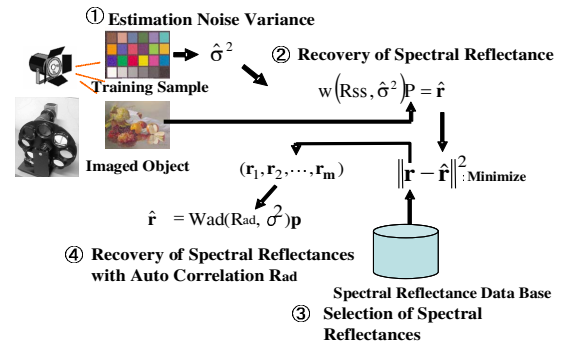 ① Estimation Noise Variance
σ̂ ²
Training Sample
② Recovery of Spectral Reflectance
w(Rss, σ̂ ²)P = r̂
Imaged Object
(r₁, r₂, ⋯, rₘ)
‖r − r̂‖² : Minimize
r̂ = Wad(Rad, σ̂²)p
④ Recovery of Spectral Reflectances
with Auto Correlation Rad
Spectral Reflectance Data Base
③ Selection of Spectral
Reflectances